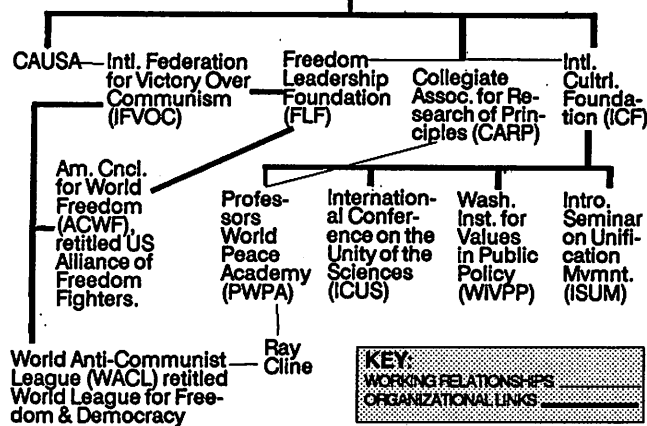 CAUSA
Intl. Federation
for Victory Over
Communism
(IFVOC)
Freedom
Leadership
Foundation
(FLF)
Collegiate
Assoc. for Re-
search of Prin-
ciples (CARP)
Intl.
Cultrl.
Founda-
tion (ICF)
Am. Cncl.
for World
Freedom
(ACWF),
retitled US
Alliance of
Freedom
Fighters.
Profes-
sors
World
Peace
Academy
(PWPA)
Internation-
al Confer-
ence on the
Unity of the
Sciences
(ICUS)
Wash.
Inst. for
Values
in Public
Policy
(WIVPP)
Intro.
Seminar
on Unifi-
cation
Mvmnt.
(ISUM)
World Anti-Communist
League (WACL) retitled
World League for Free-
dom & Democracy
Ray
Cline
KEY:
WORKING RELATIONSHIPS
ORGANIZATIONAL LINKS